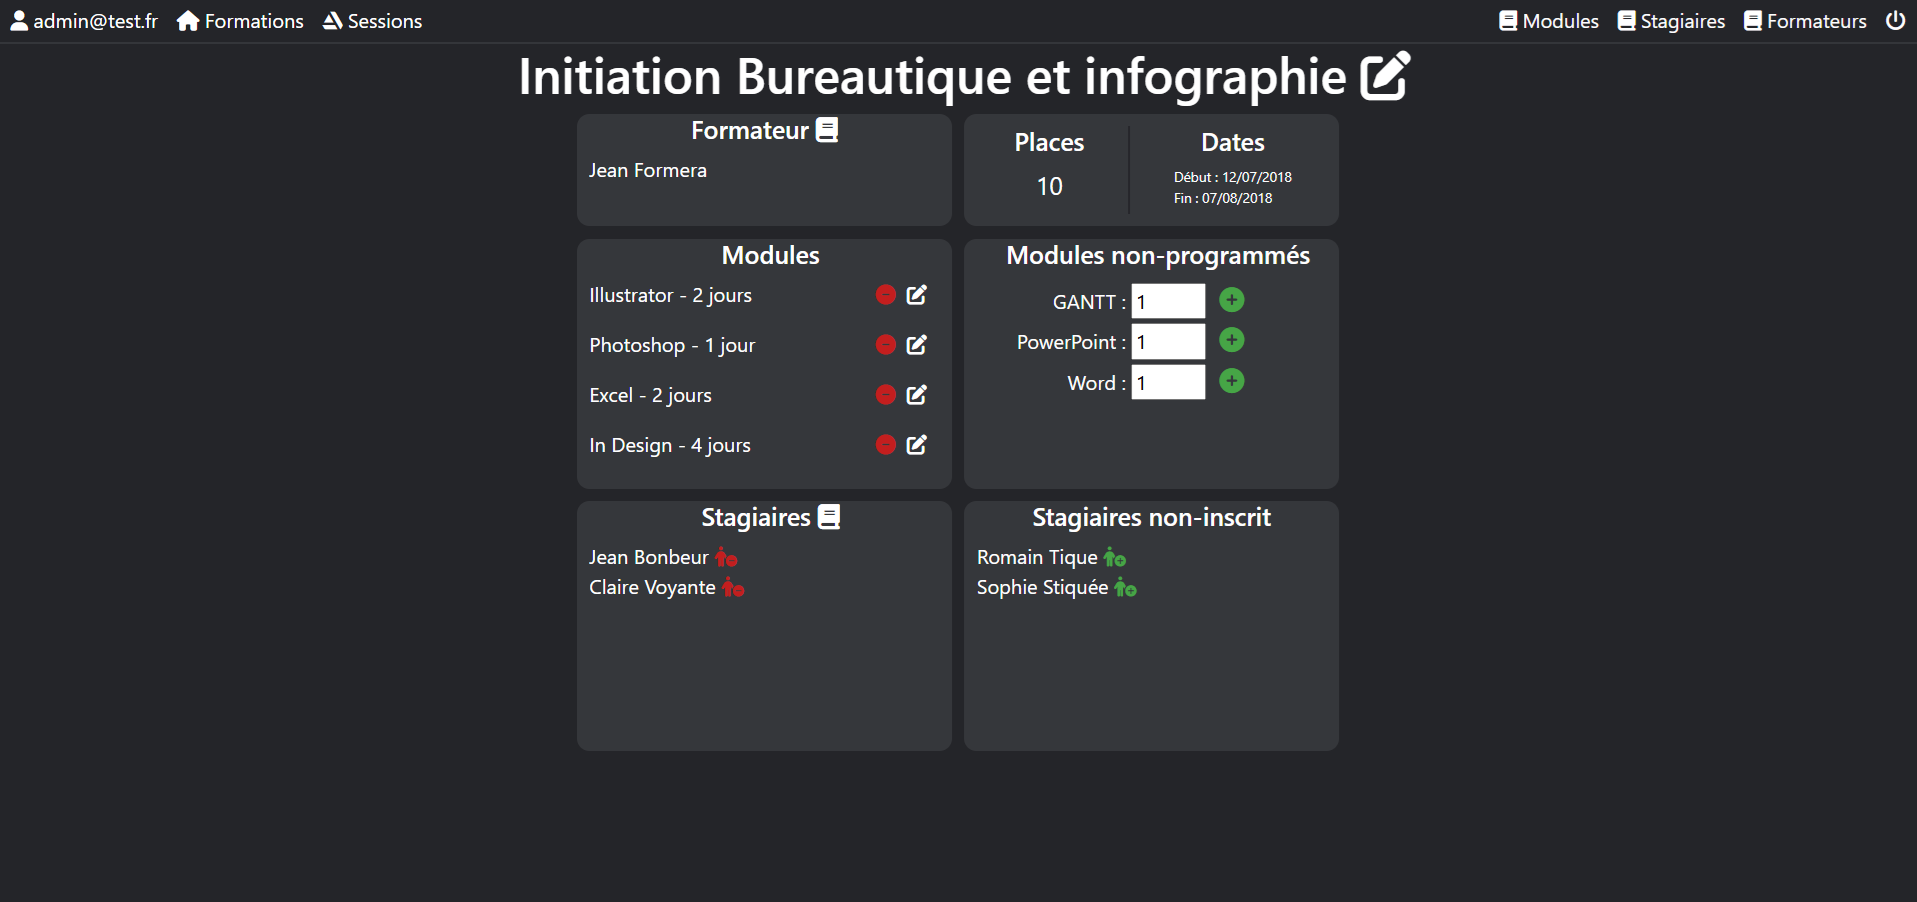 admin@test.fr Formations Sessions Modules Stagiaires Formateurs
Initiation Bureautique et infographie
Formateur
Jean Formera
Places
10
Dates
Début : 12/07/2018
Fin : 07/08/2018
Modules
Illustrator - 2 jours
Photoshop - 1 jour
Excel - 2 jours
In Design - 4 jours
Modules non-programmés
GANTT : 1
PowerPoint : 1
Word : 1
Stagiaires
Jean Bonbeur
Claire Voyante
Stagiaires non-inscrit
Romain Tique
Sophie Stiquée